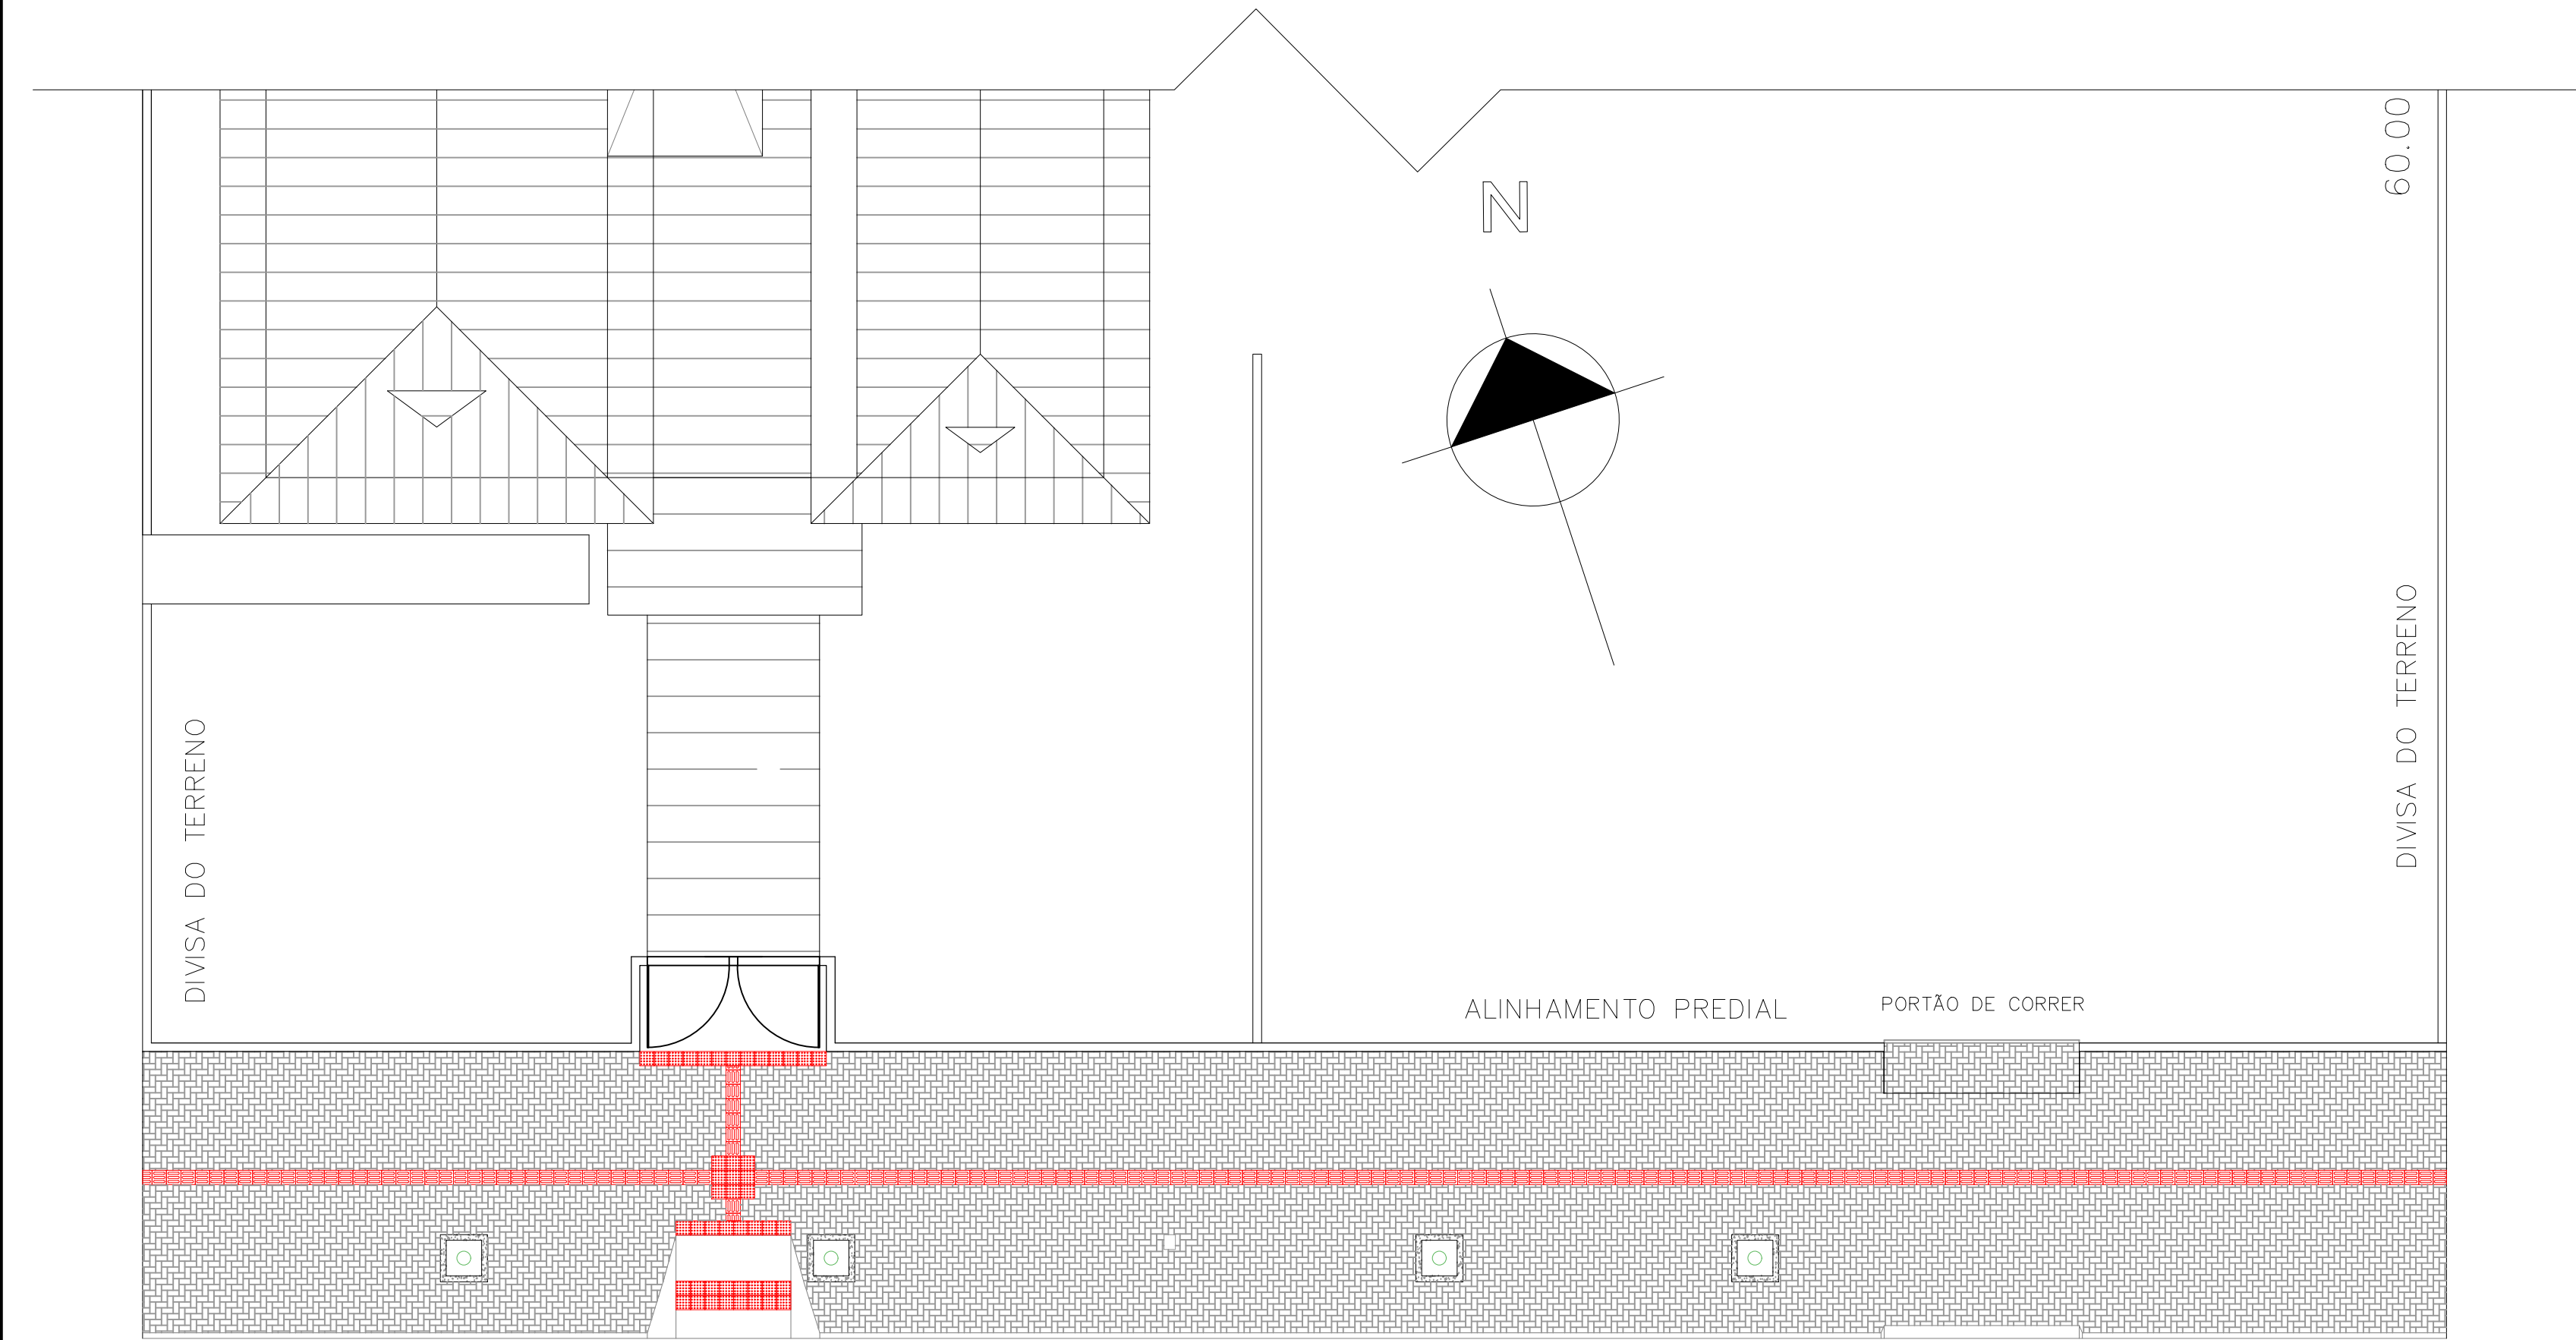 60.00
N
DIVISA DO TERRENO
DIVISA DO TERRENO
ALINHAMENTO PREDIAL
PORTÃO DE CORRER